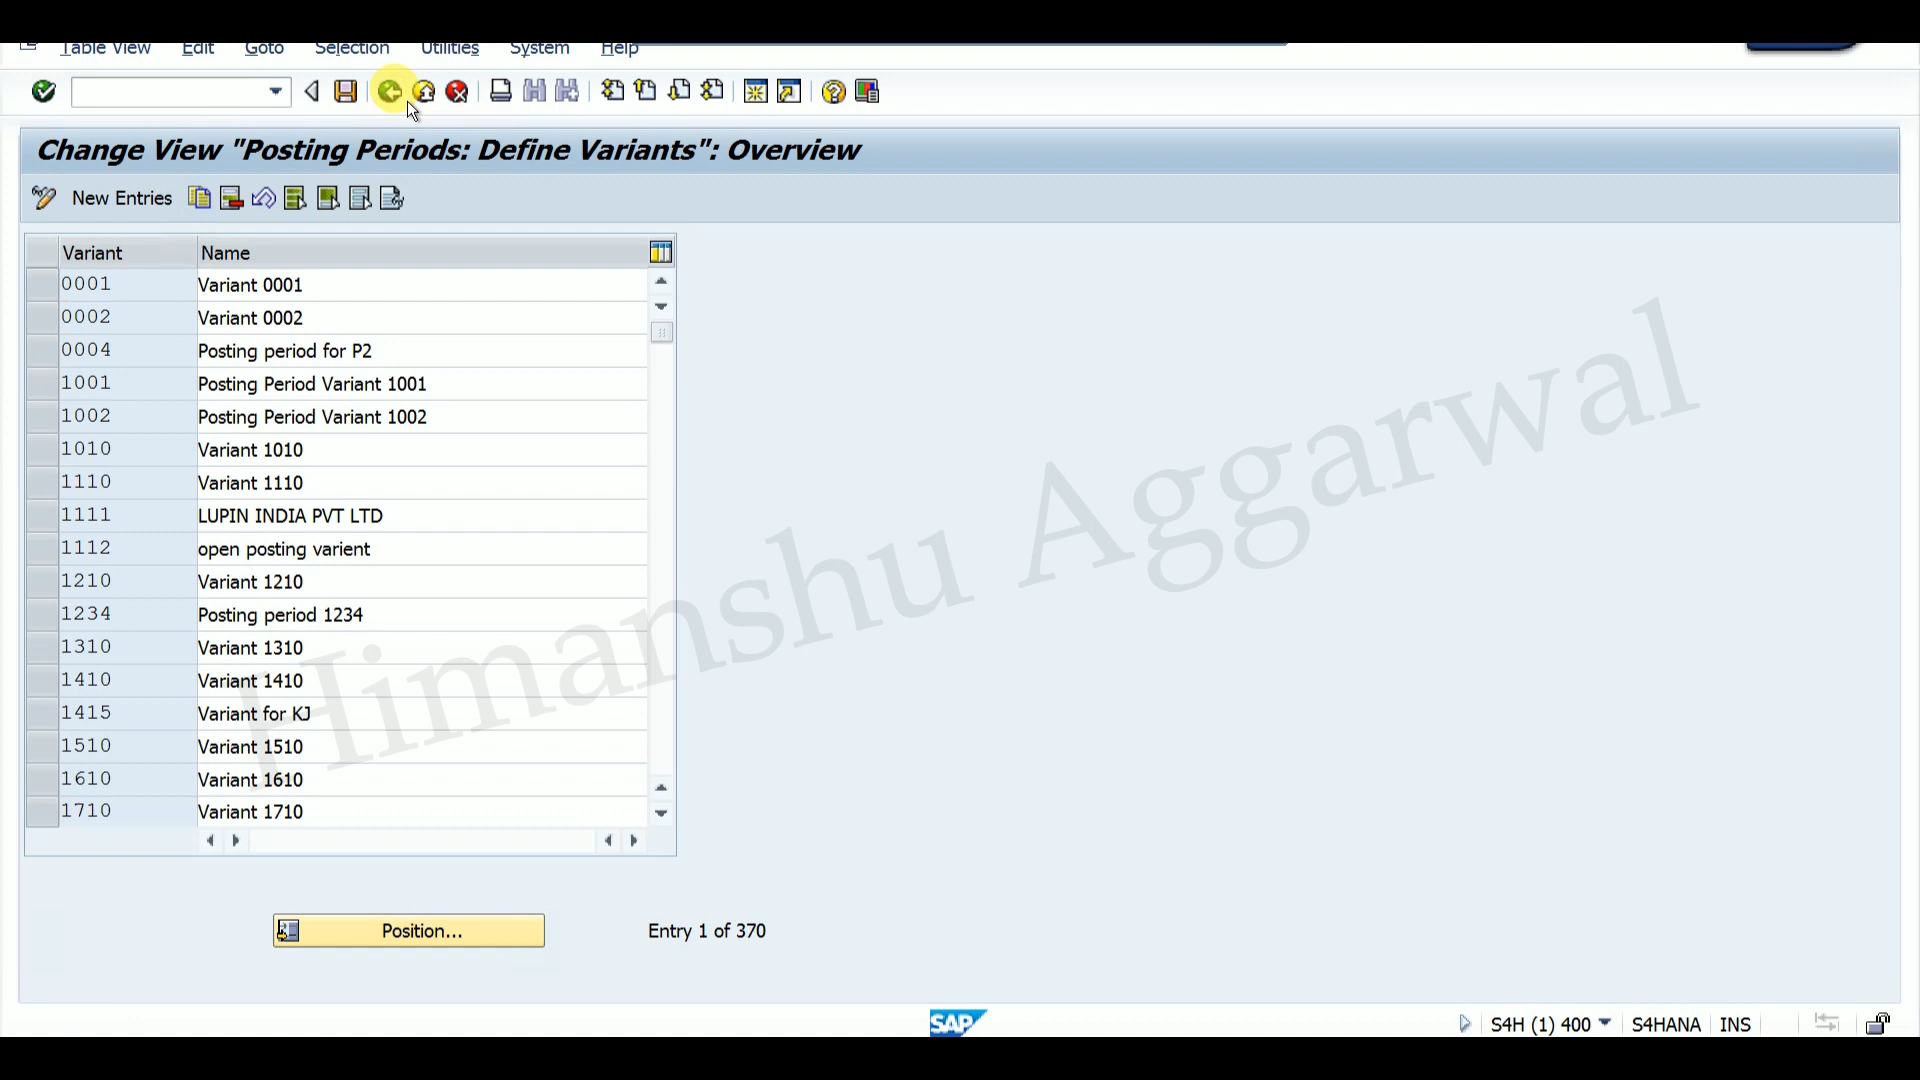 Table View Edit Goto Selection Utilities System Help
Change View "Posting Periods: Define Variants": Overview
New Entries
Variant Name
0001 Variant 0001
0002 Variant 0002
0004 Posting period for P2
1001 Posting Period Variant 1001
1002 Posting Period Variant 1002
1010 Variant 1010
1110 Variant 1110
1111 LUPIN INDIA PVT LTD
1112 open posting varient
1210 Variant 1210
1234 Posting period 1234
1310 Variant 1310
1410 Variant 1410
1415 Variant for KJ
1510 Variant 1510
1610 Variant 1610
1710 Variant 1710
Himanshu Aggarwal
Position... Entry 1 of 370
SAP S4H (1) 400 S4HANA INS